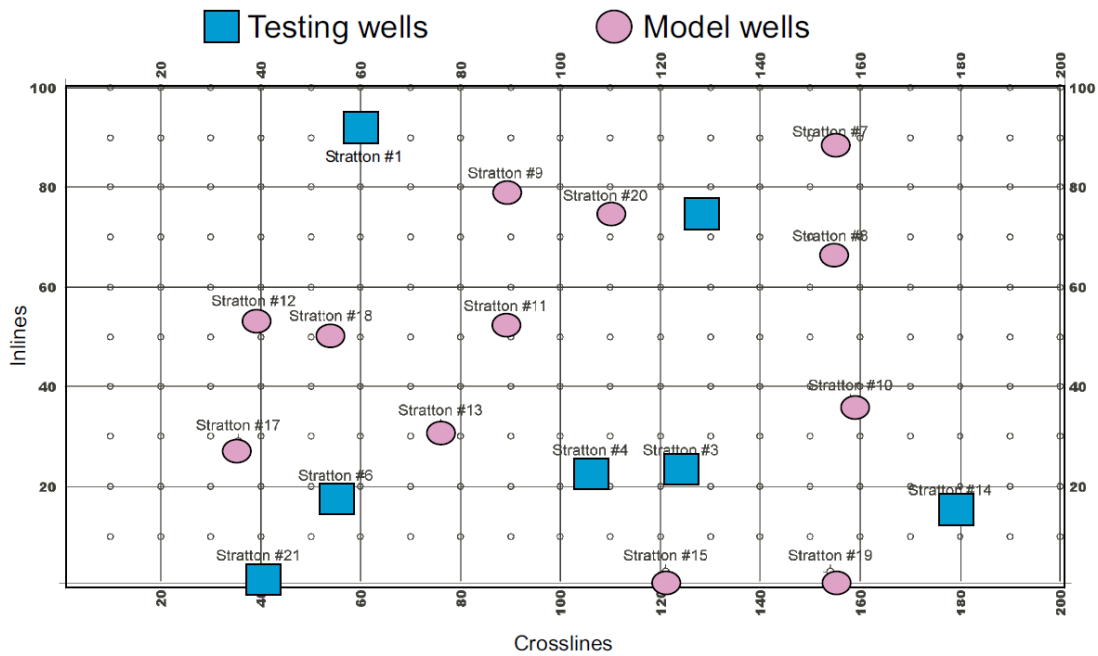 Testing wells
Model wells
20 40 60 80 100 120 140 160 180 200
100 100
Stratton #7
Stratton #1
Stratton #9
80 80
Stratton #20
Stratton #8
60 60
Stratton #12
Stratton #11
Stratton #18
Inlines
40 40
Stratton #10
Stratton #13
Stratton #17
Stratton #4
Stratton #3
Stratton #6
20 20
Stratton #14
Stratton #21
Stratton #15
Stratton #19
20 40 60 80 100 120 140 160 180 200
Crosslines